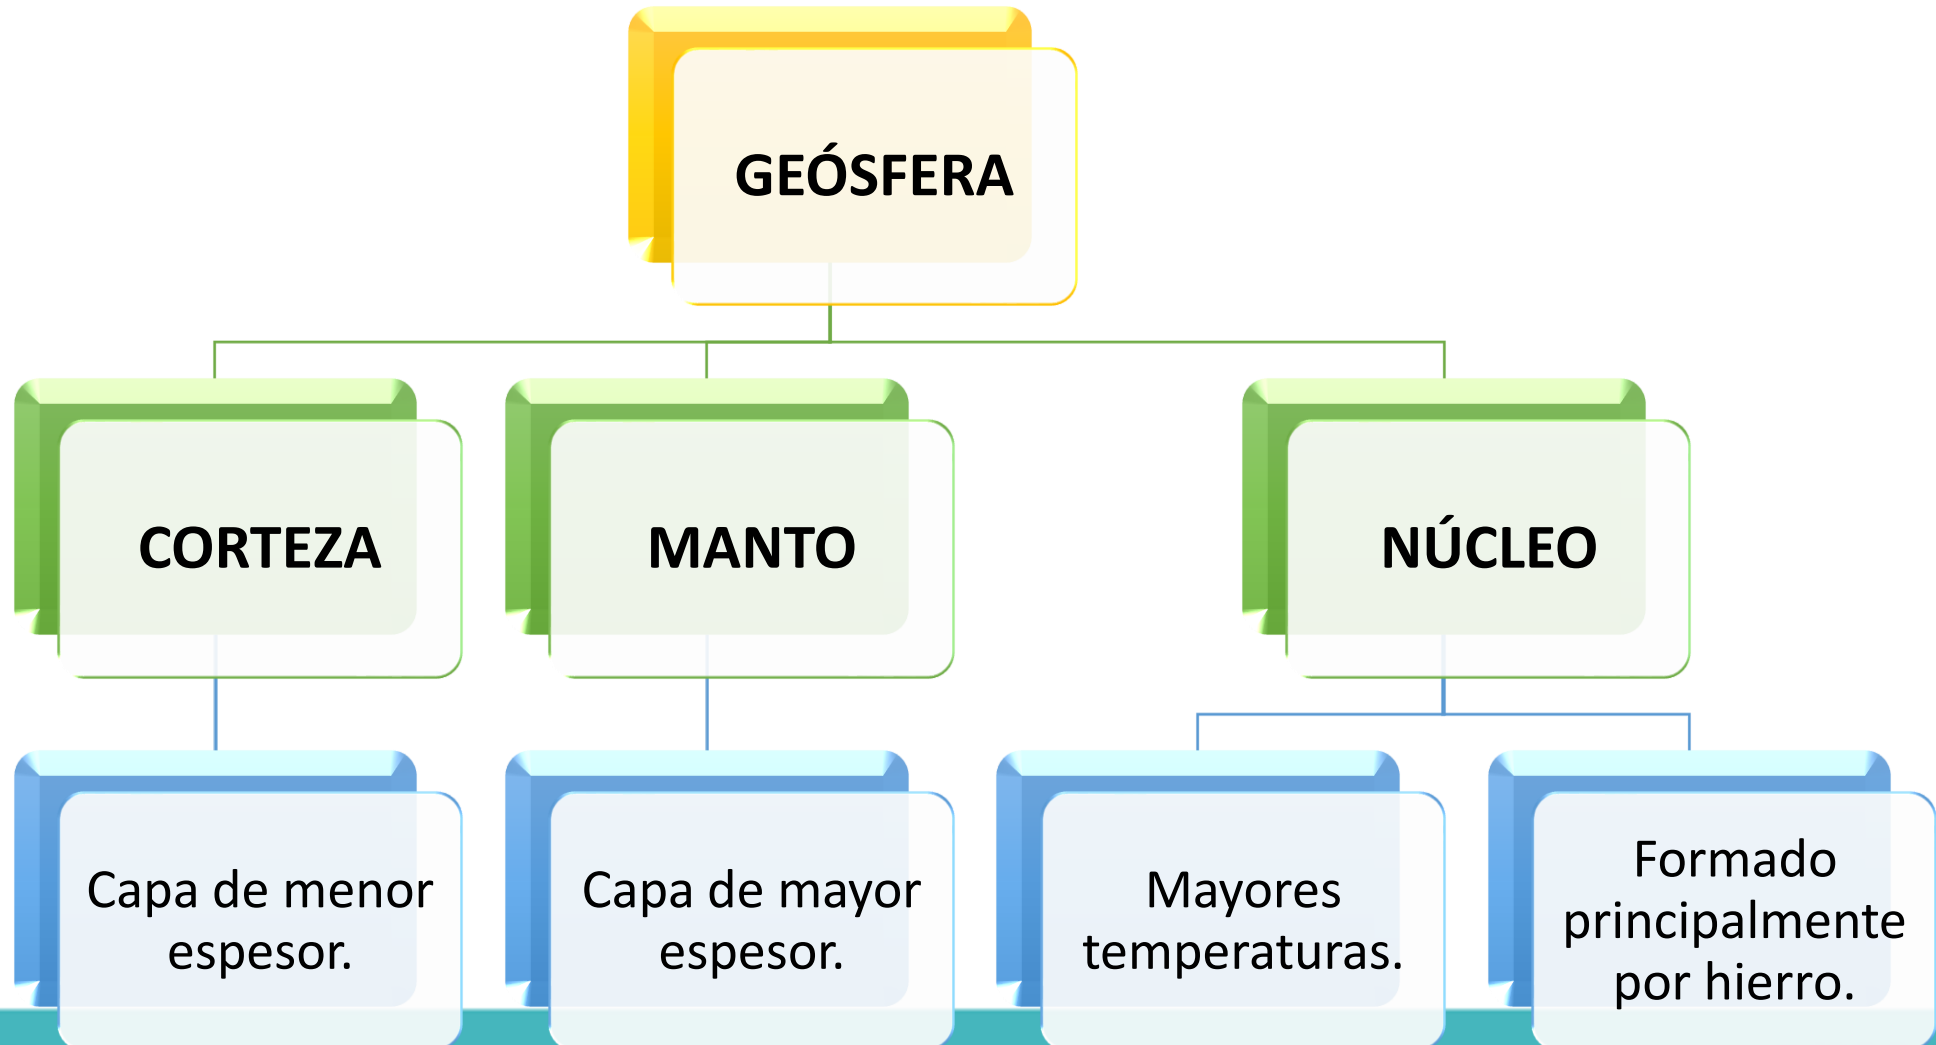 GEÓSFERA
CORTEZA
MANTO
NÚCLEO
Capa de menor
espesor.
Capa de mayor
espesor.
Mayores
temperaturas.
Formado
principalmente
por hierro.